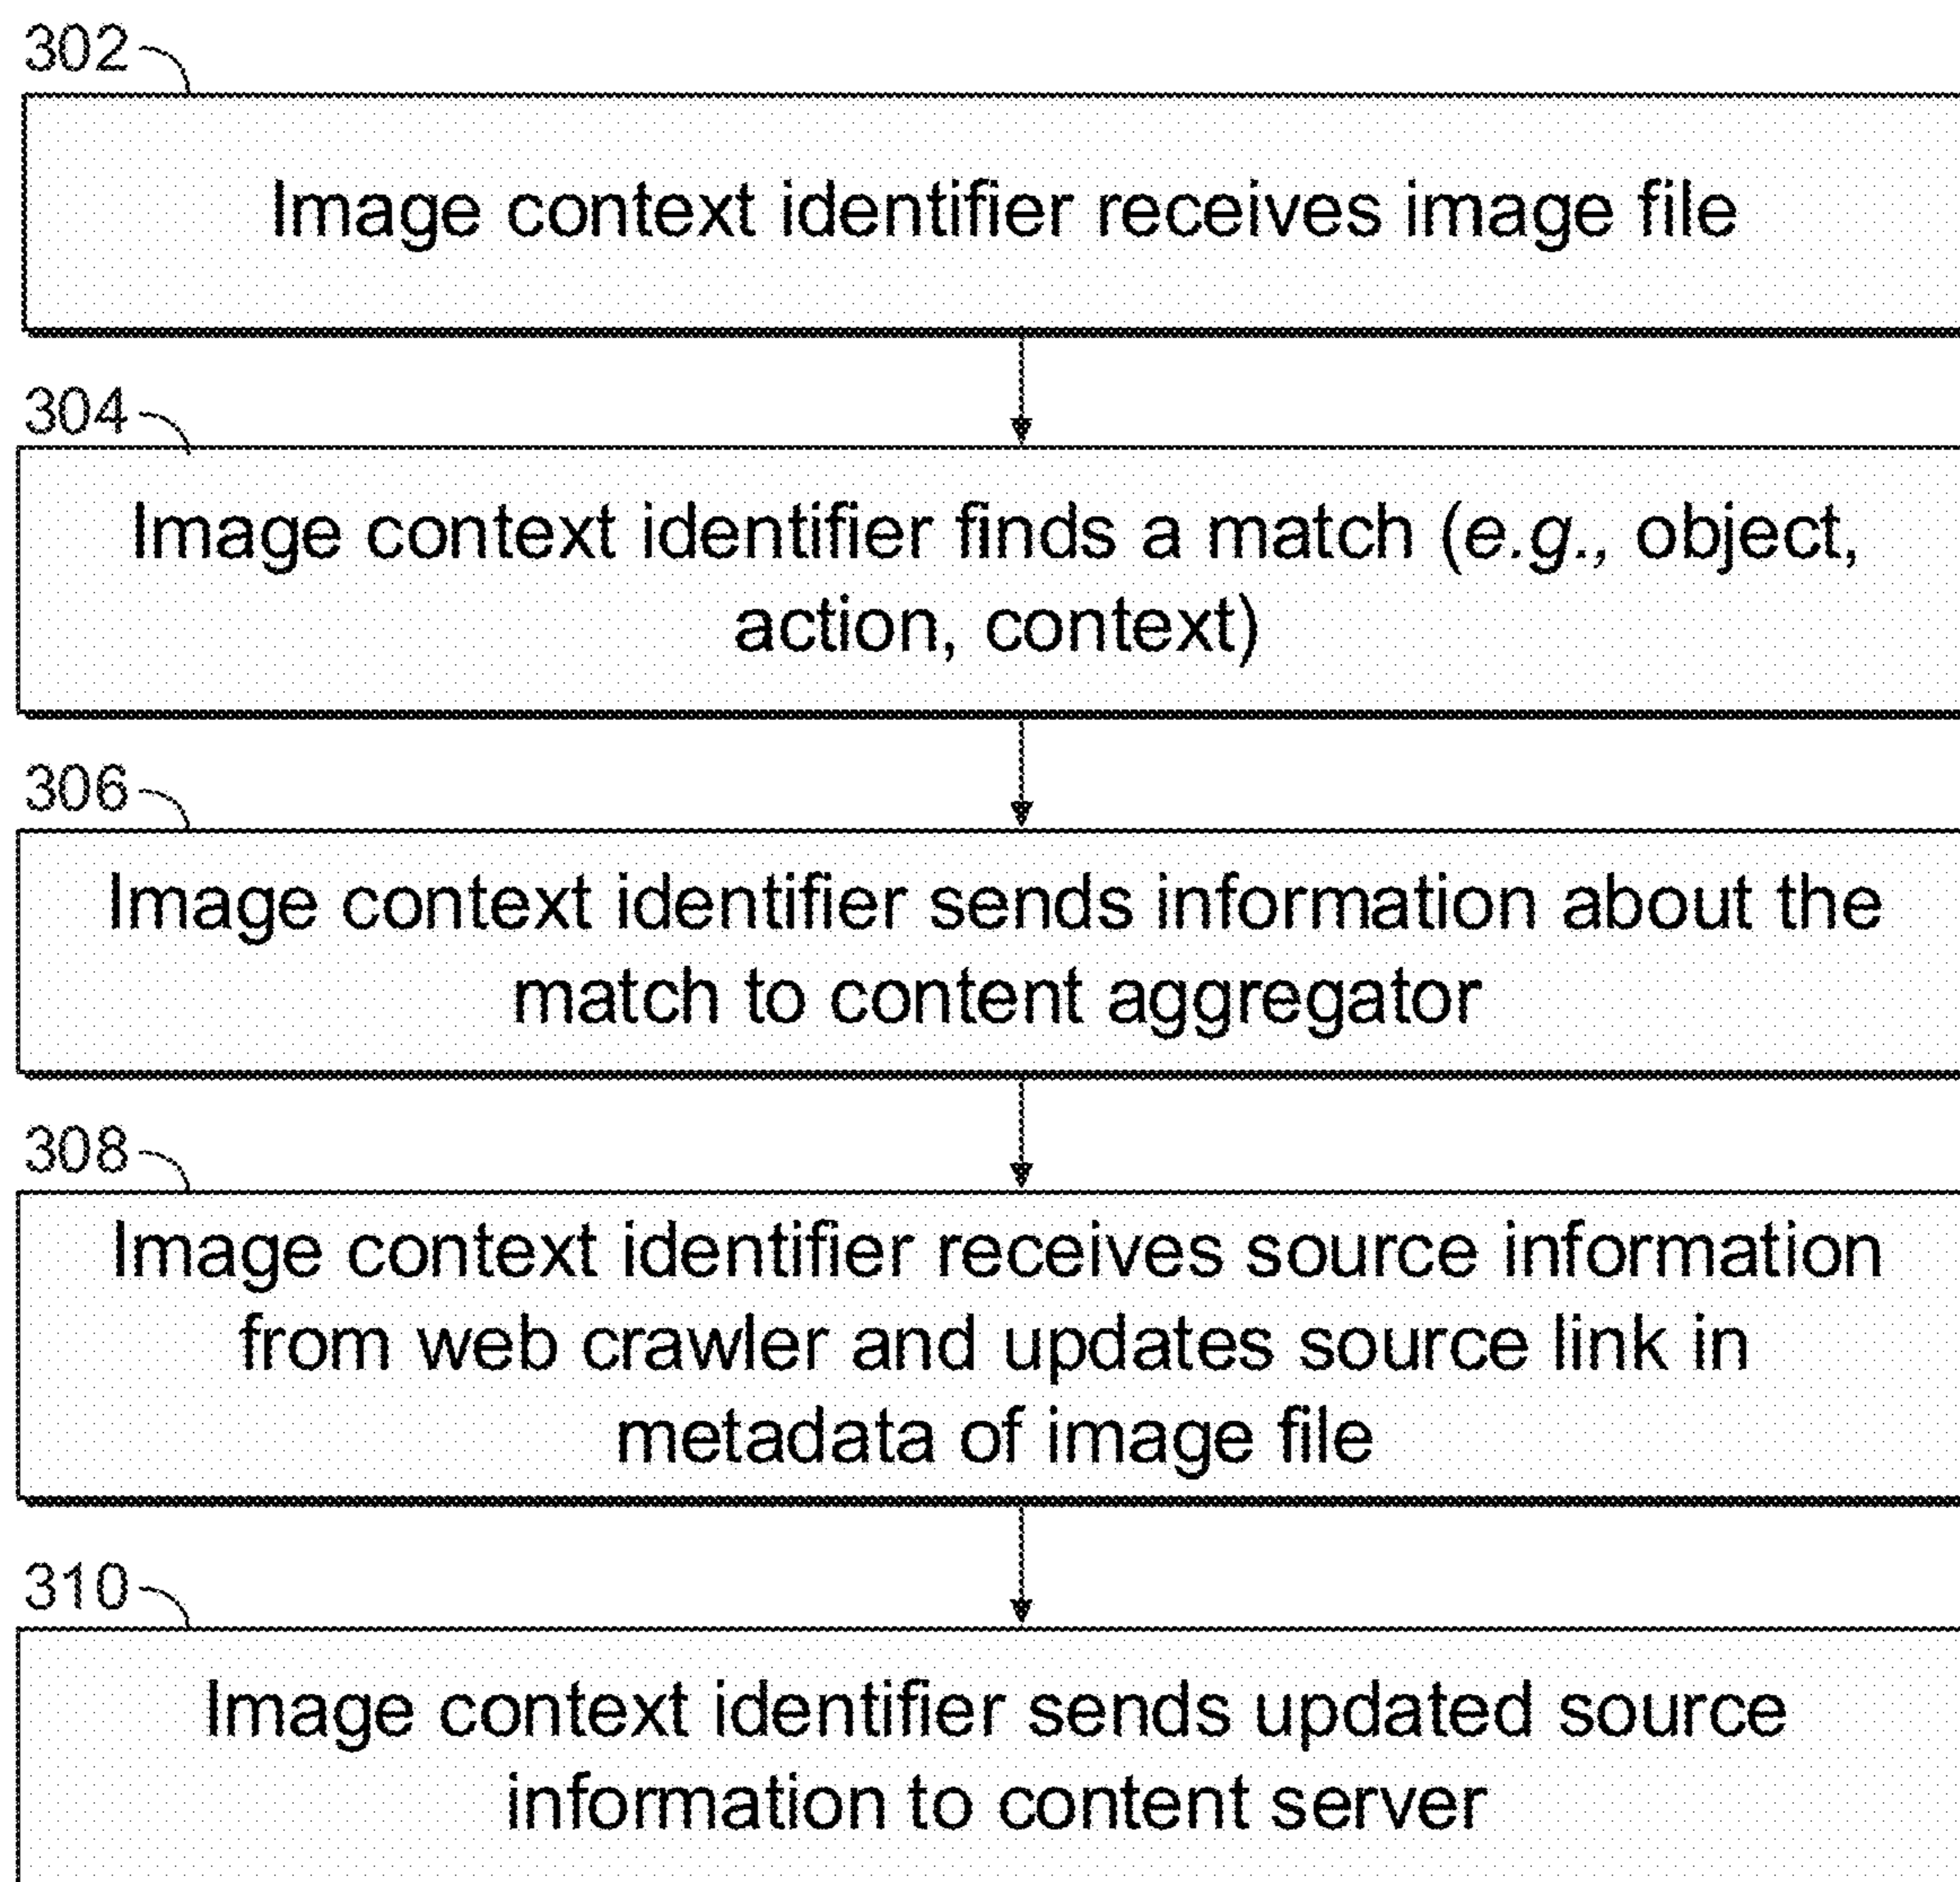 302
Image context identifier receives image file
304
Image context identifier finds a match (e.g., object,
action, context)
306
Image context identifier sends information about the
match to content aggregator
308
Image context identifier receives source information
from web crawler and updates source link in
metadata of image file
310
Image context identifier sends updated source
information to content server